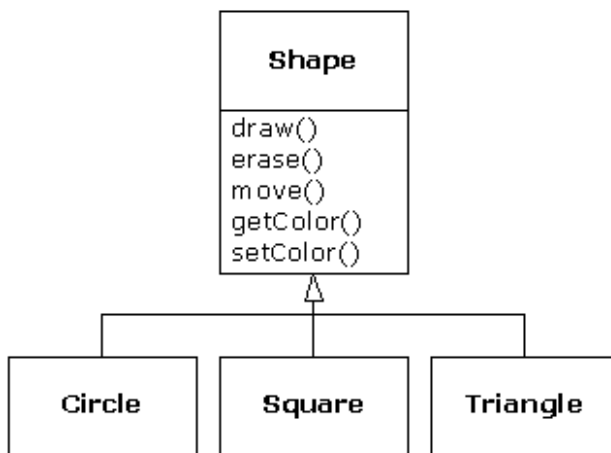 Shape
draw()
erase()
move()
getColor()
setColor()
Circle
Square
Triangle